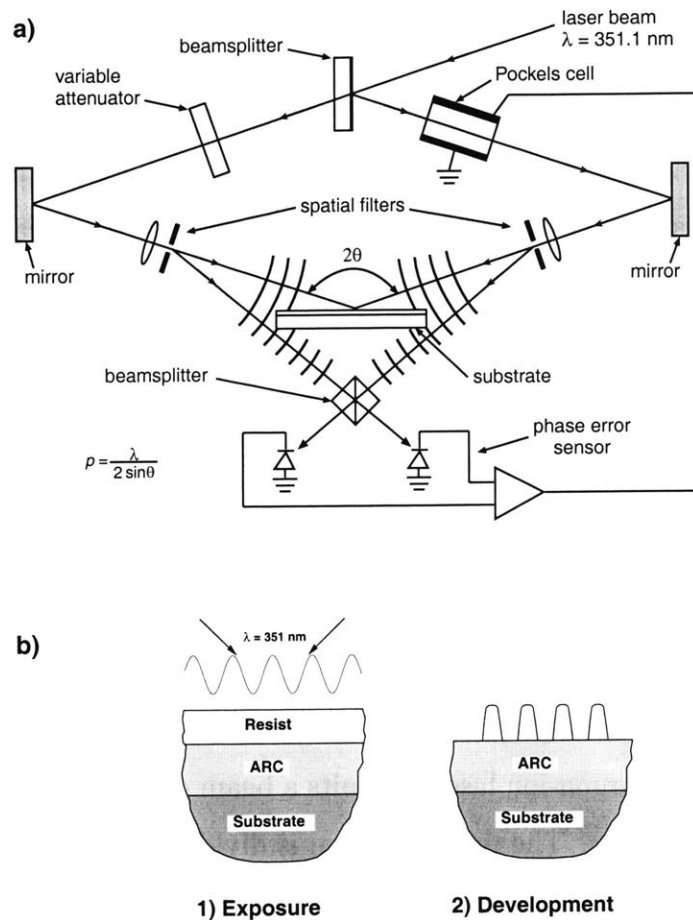 a)
laser beam
λ = 351.1 nm
beamsplitter
Pockels cell
variable
attenuator
spatial filters
mirror
mirror
2θ
beamsplitter
substrate
phase error
sensor
p = λ / 2 sinθ
b)
λ = 351 nm
Resist
ARC
Substrate
ARC
Substrate
1) Exposure
2) Development